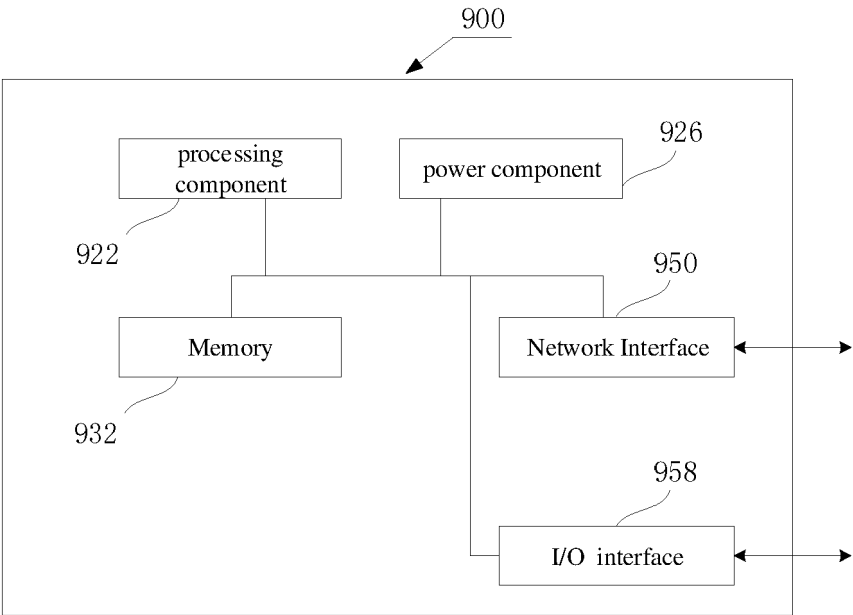 900
processing
component
power component
926
922
950
Memory
Network Interface
932
958
I/O interface